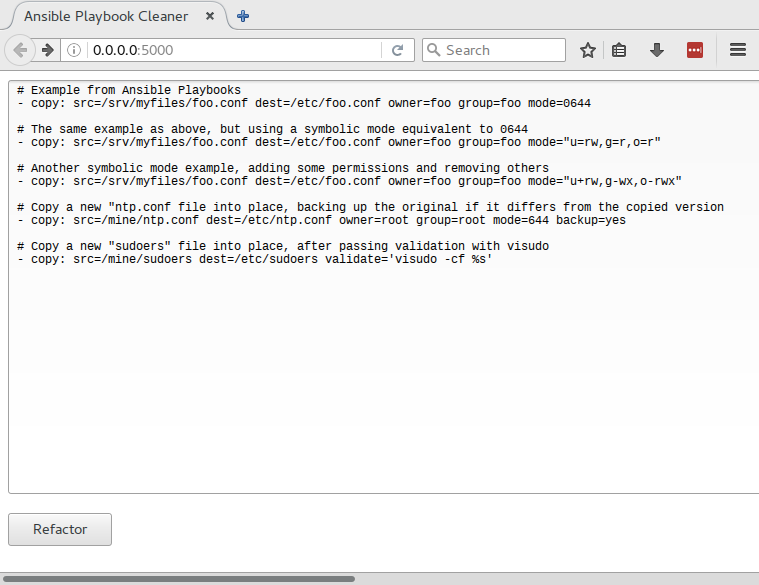 Ansible Playbook Cleaner
0.0.0.0:5000
Search
# Example from Ansible Playbooks
- copy: src=/srv/myfiles/foo.conf dest=/etc/foo.conf owner=foo group=foo mode=0644
# The same example as above, but using a symbolic mode equivalent to 0644
- copy: src=/srv/myfiles/foo.conf dest=/etc/foo.conf owner=foo group=foo mode="u=rw,g=r,o=r"
# Another symbolic mode example, adding some permissions and removing others
- copy: src=/srv/myfiles/foo.conf dest=/etc/foo.conf owner=foo group=foo mode="u+rw,g-wx,o-rwx"
# Copy a new "ntp.conf file into place, backing up the original if it differs from the copied version
- copy: src=/mine/ntp.conf dest=/etc/ntp.conf owner=root group=root mode=644 backup=yes
# Copy a new "sudoers" file into place, after passing validation with visudo
- copy: src=/mine/sudoers dest=/etc/sudoers validate='visudo -cf %s'
Refactor